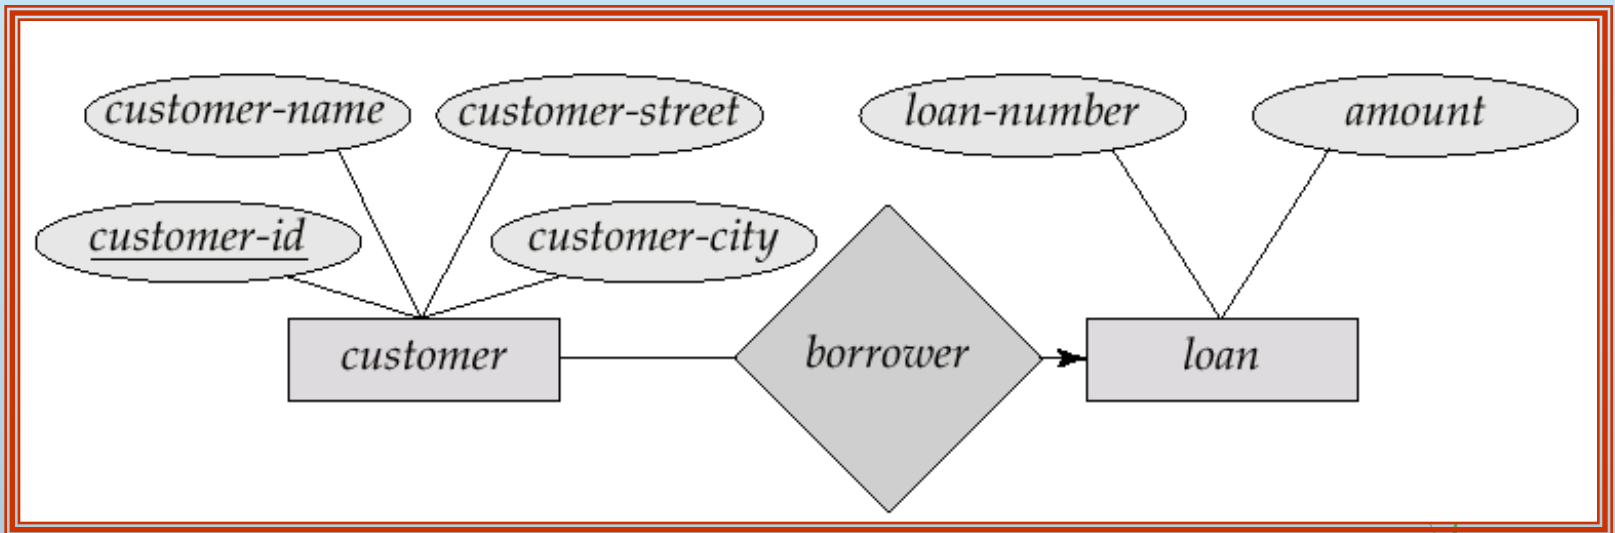 customer-name
customer-street
loan-number
amount
customer-id
customer-city
customer
borrower
loan